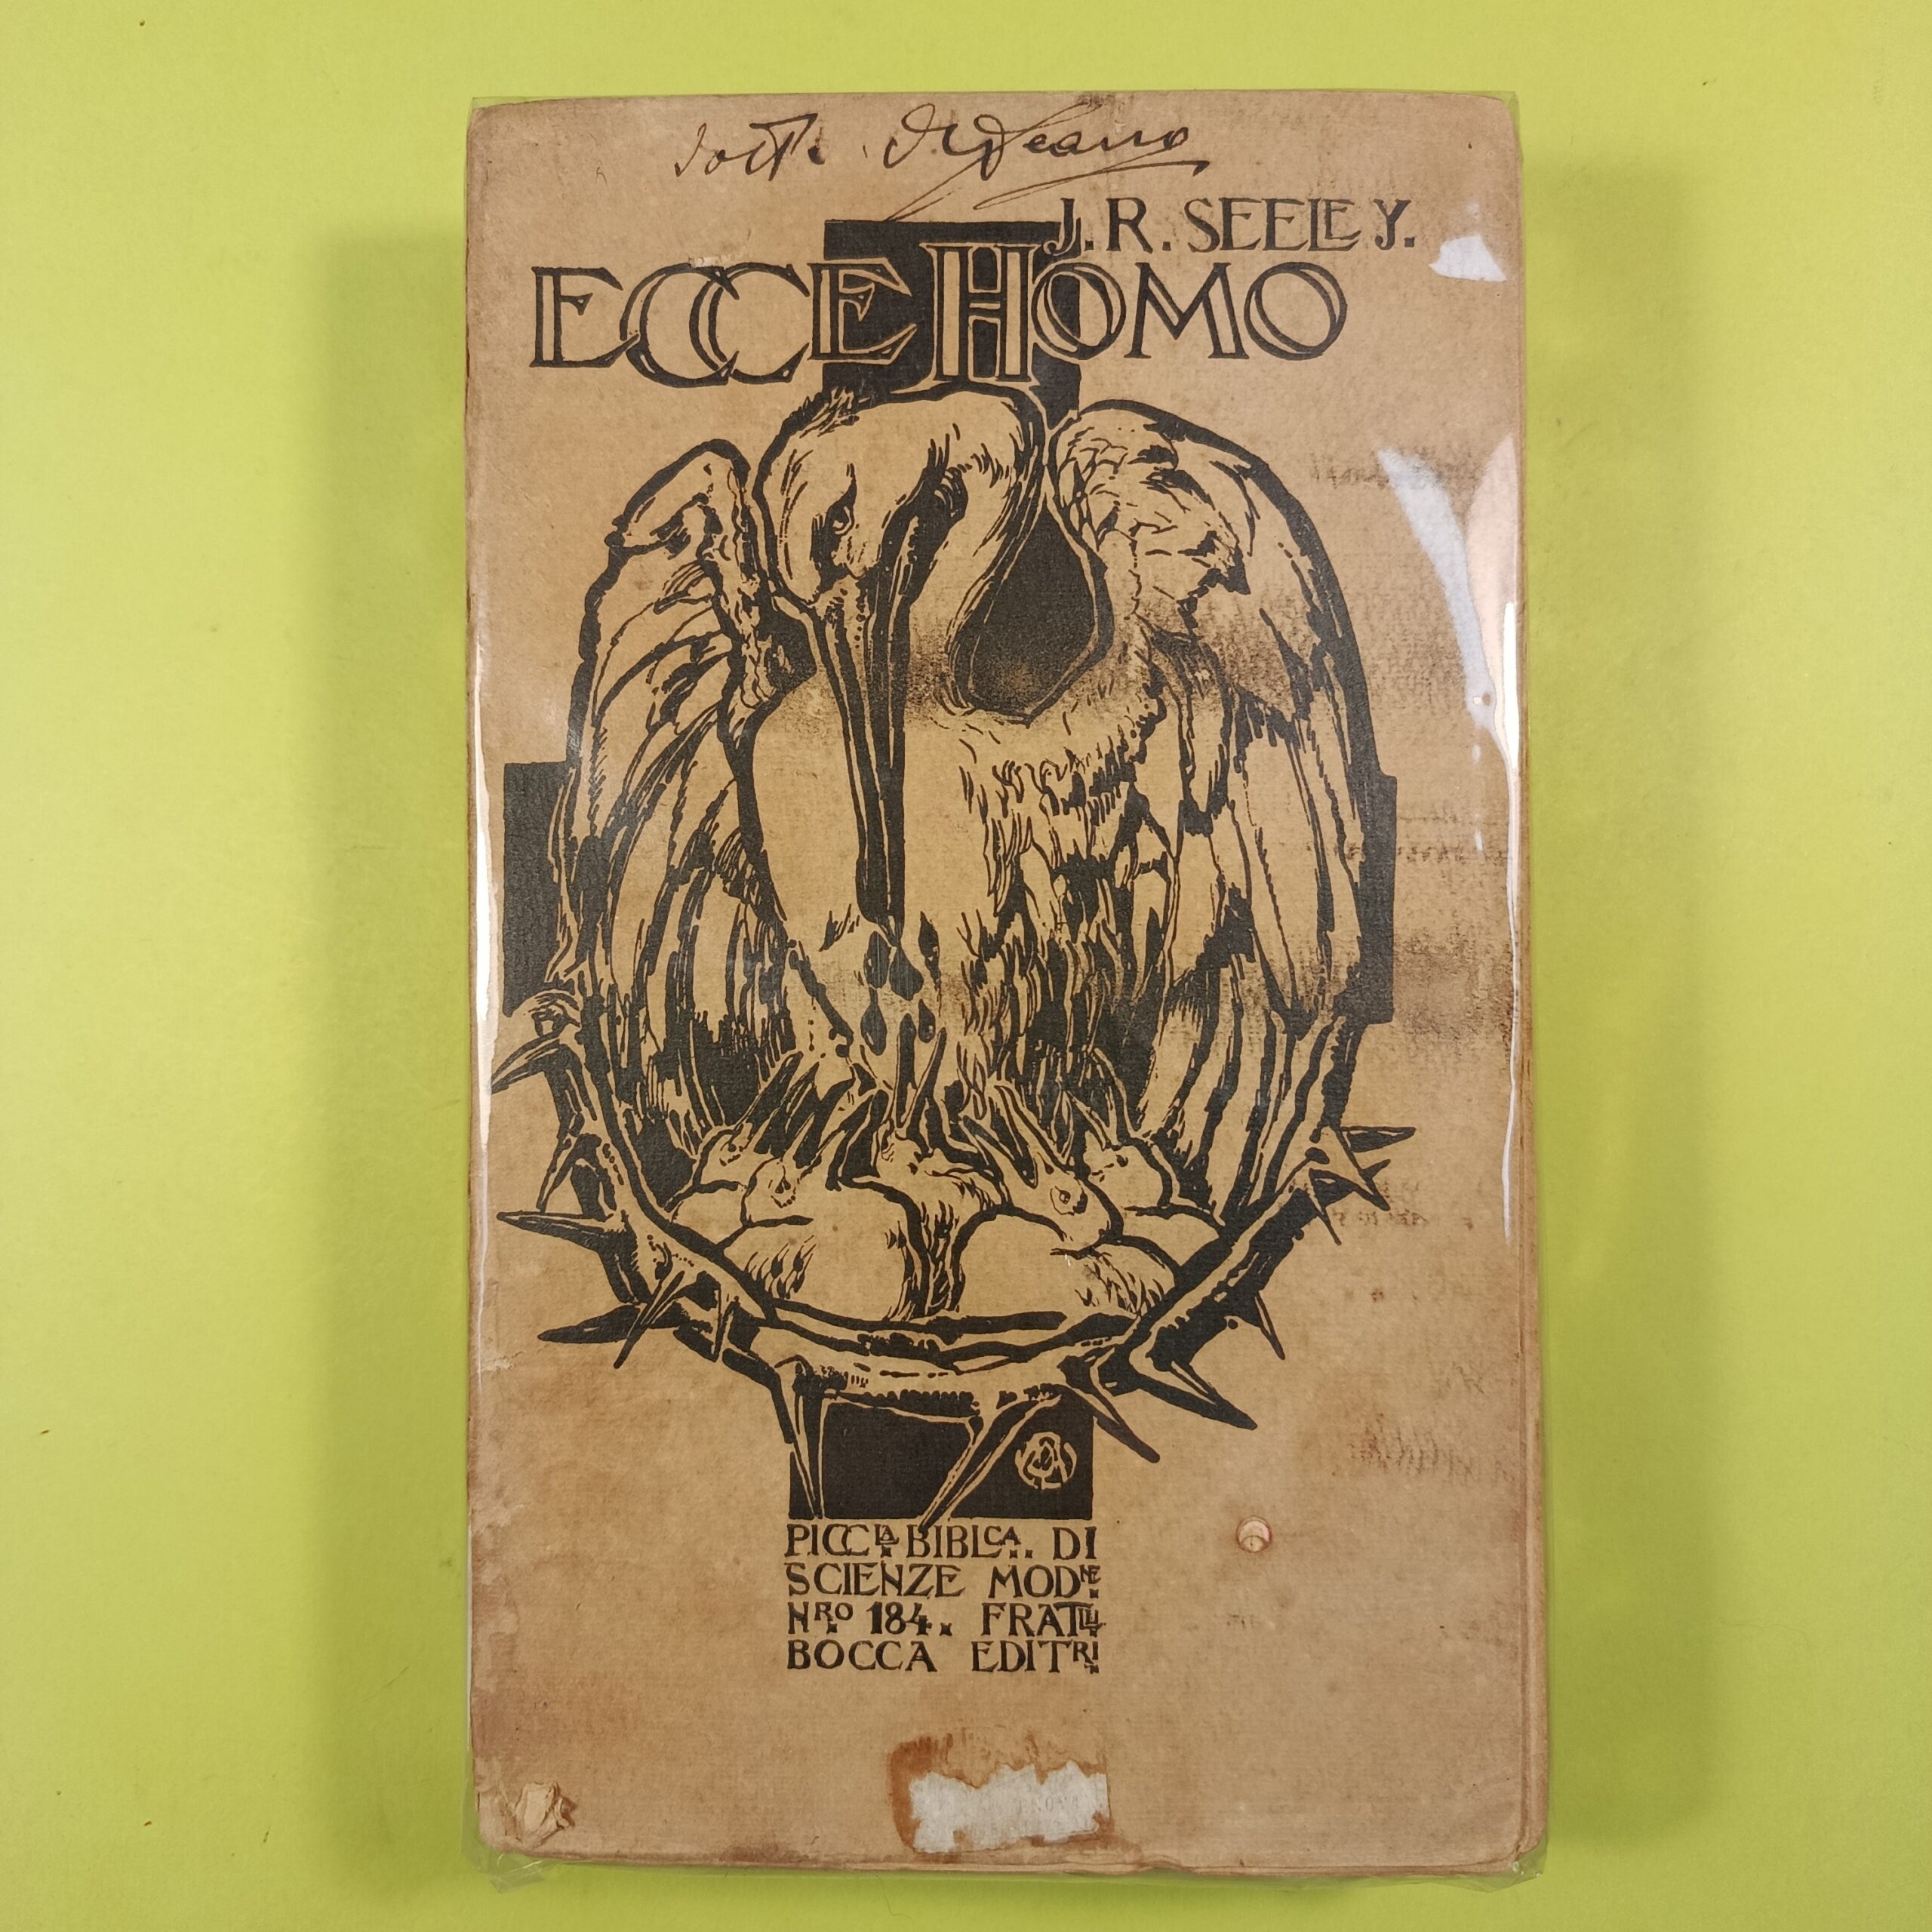 J. R. SEELEY.
ECCE HOMO
PICC.LA BIBL.CA. DI
SCIENZE MOD.NE
N.RO 184. FRAT.LLI
BOCCA EDIT.RI